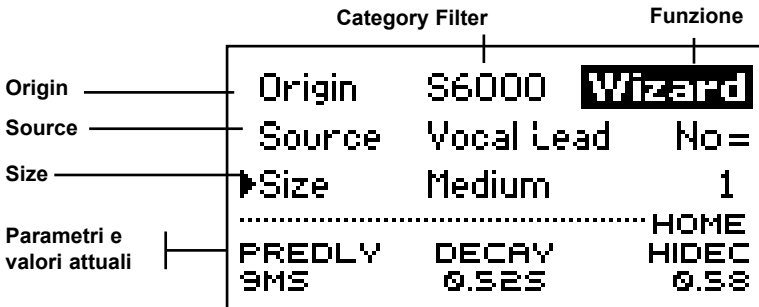 Category Filter Funzione
Origin Origin S6000 Wizard
Source Source Vocal Lead No=
Size Size Medium 1
HOME
Parametri e
valori attuali
PREDLY DECAY HIDEC
9MS 0.52S 0.58